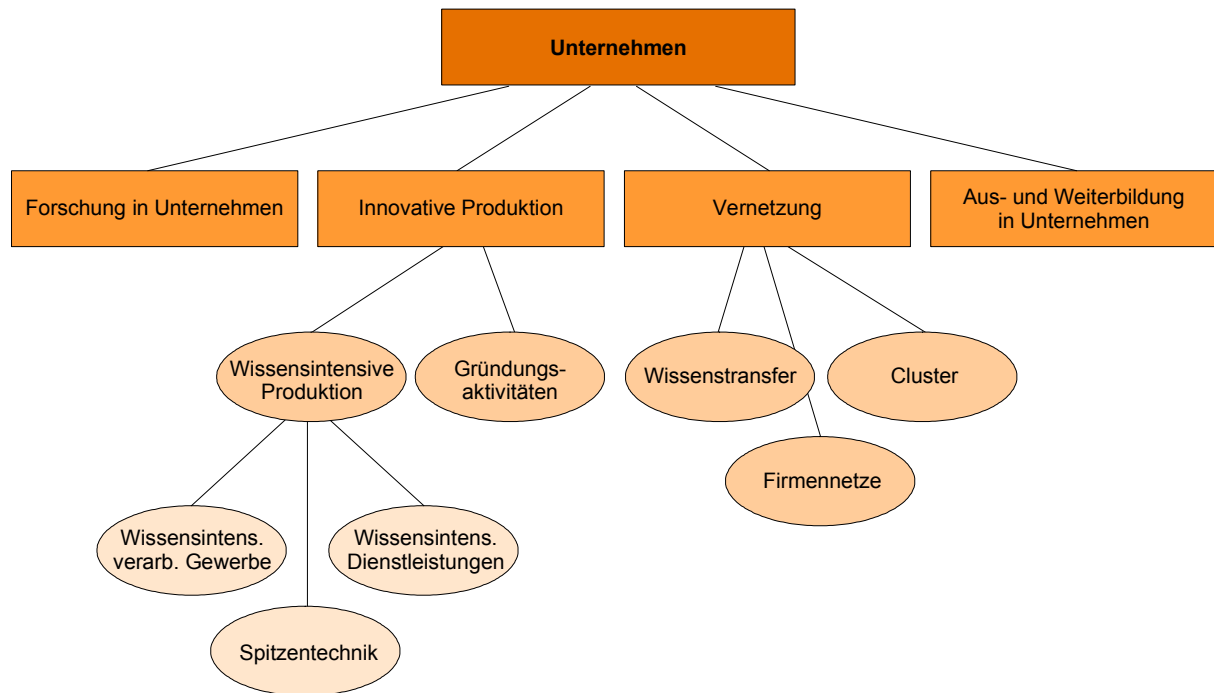 Unternehmen
Forschung in Unternehmen
Innovative Produktion
Vernetzung
Aus- und Weiterbildung
in Unternehmen
Wissensintensive
Produktion
Gründungs-
aktivitäten
Wissenstransfer
Cluster
Firmennetze
Wissensintens.
verarb. Gewerbe
Wissensintens.
Dienstleistungen
Spitzentechnik